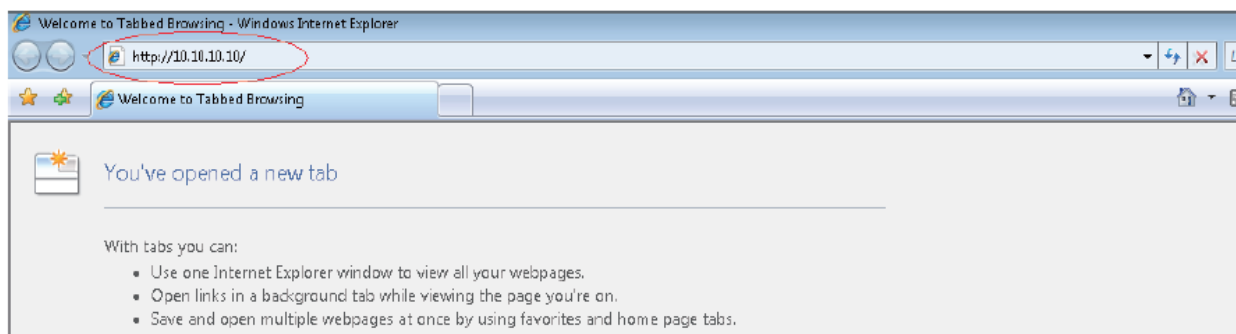 Welcome to Tabbed Browsing - Windows Internet Explorer
http://10.10.10.10/
Welcome to Tabbed Browsing
You've opened a new tab
With tabs you can:
• Use one Internet Explorer window to view all your webpages.
• Open links in a background tab while viewing the page you're on.
• Save and open multiple webpages at once by using favorites and home page tabs.